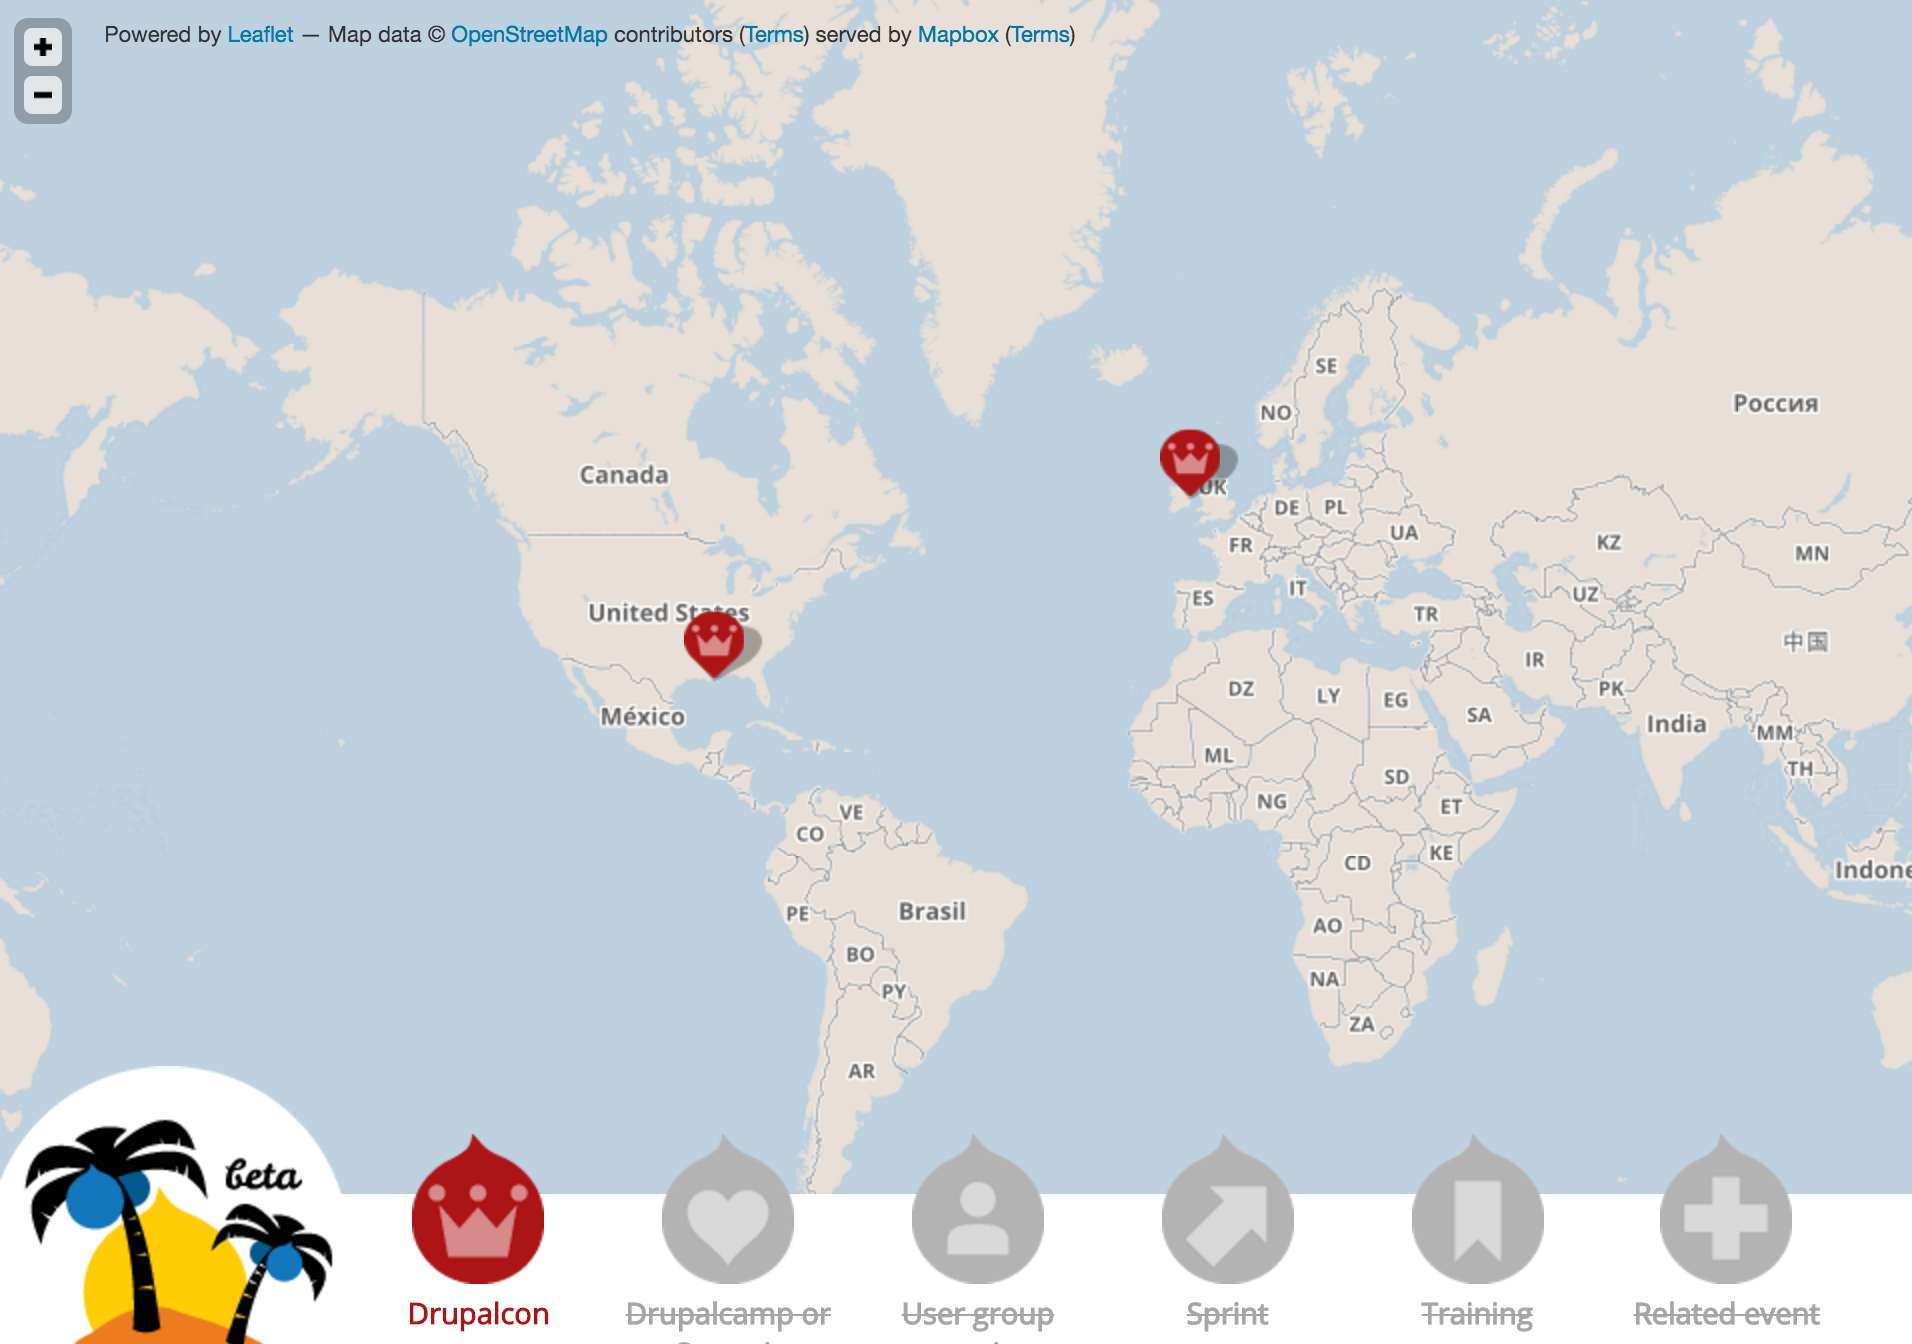 Powered by Leaflet — Map data © OpenStreetMap contributors (Terms) served by Mapbox (Terms)
SE
NO
Россия
Canada
UK
DE
PL
UA
FR
KZ
MN
IT
ES
UZ
United States
TR
中国
IR
DZ
LY
EG
PK
SA
México
India
MM
ML
TH
SD
NG
ET
VE
CO
KE
CD
Indone
Brasil
PE
AO
BO
NA
PY
ZA
AR
beta
Drupalcon
Drupalcamp or
User group
Sprint
Training
Related event